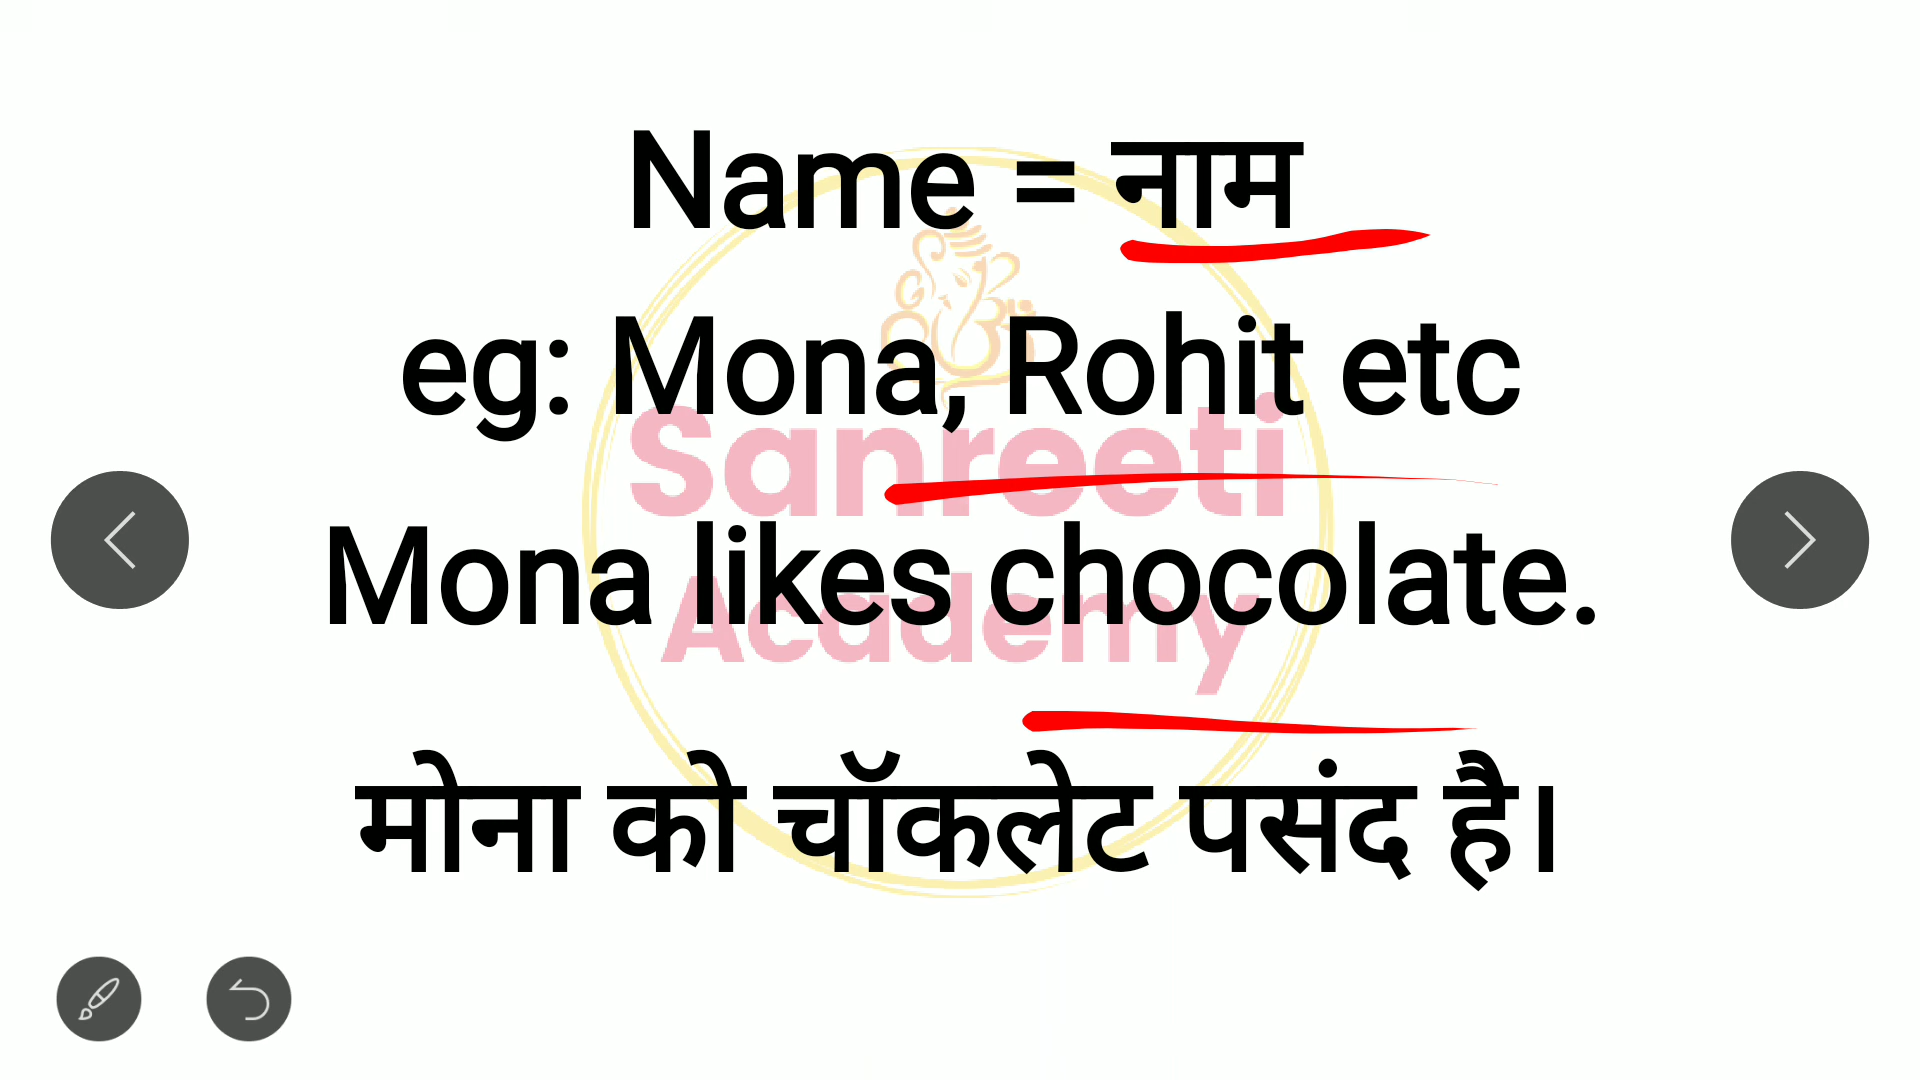 Name = नाम
eg: Mona, Rohit etc
Sanreeti
Mona likes chocolate.
Academy
मोना को चॉकलेट पसंद है।